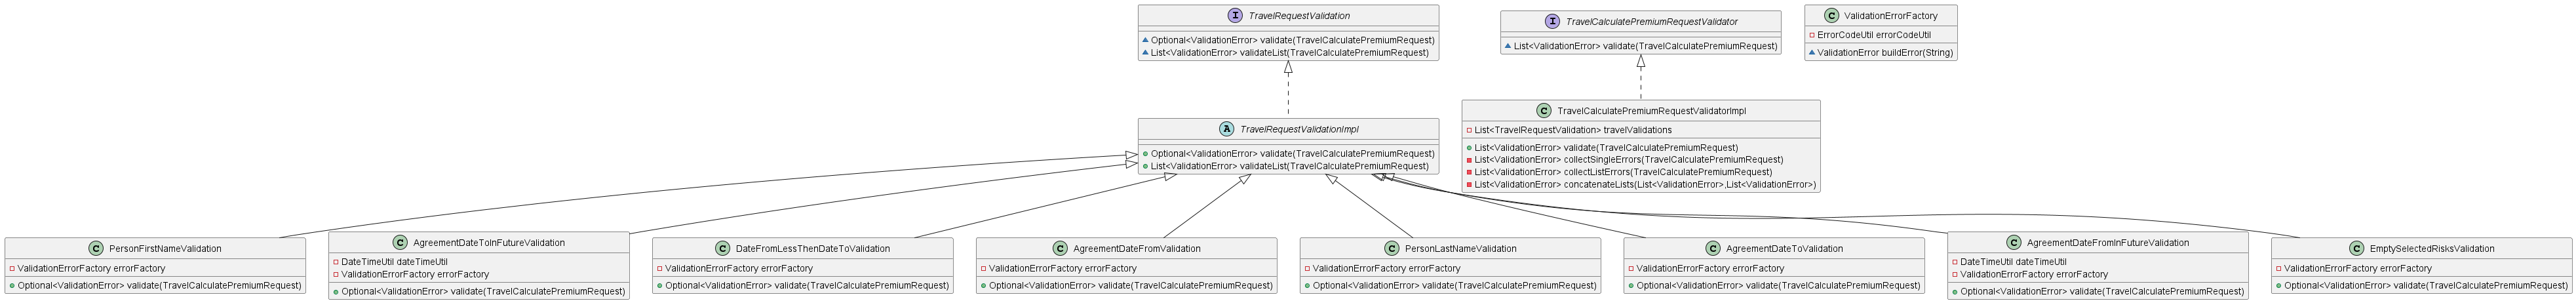 I TravelRequestValidation
Optional<ValidationError> validate(TravelCalculatePremiumRequest)
List<ValidationError> validateList(TravelCalculatePremiumRequest)
I TravelCalculatePremiumRequestValidator
List<ValidationError> validate(TravelCalculatePremiumRequest)
C ValidationErrorFactory
ErrorCodeUtil errorCodeUtil
ValidationError buildError(String)
A TravelRequestValidationImpl
Optional<ValidationError> validate(TravelCalculatePremiumRequest)
List<ValidationError> validateList(TravelCalculatePremiumRequest)
C TravelCalculatePremiumRequestValidatorImpl
List<TravelRequestValidation> travelValidations
List<ValidationError> validate(TravelCalculatePremiumRequest)
List<ValidationError> collectSingleErrors(TravelCalculatePremiumRequest)
List<ValidationError> collectListErrors(TravelCalculatePremiumRequest)
List<ValidationError> concatenateLists(List<ValidationError>,List<ValidationError>)
C PersonFirstNameValidation
ValidationErrorFactory errorFactory
Optional<ValidationError> validate(TravelCalculatePremiumRequest)
C AgreementDateToInFutureValidation
DateTimeUtil dateTimeUtil
ValidationErrorFactory errorFactory
Optional<ValidationError> validate(TravelCalculatePremiumRequest)
C DateFromLessThenDateToValidation
ValidationErrorFactory errorFactory
Optional<ValidationError> validate(TravelCalculatePremiumRequest)
C AgreementDateFromValidation
ValidationErrorFactory errorFactory
Optional<ValidationError> validate(TravelCalculatePremiumRequest)
C PersonLastNameValidation
ValidationErrorFactory errorFactory
Optional<ValidationError> validate(TravelCalculatePremiumRequest)
C AgreementDateToValidation
ValidationErrorFactory errorFactory
Optional<ValidationError> validate(TravelCalculatePremiumRequest)
C AgreementDateFromInFutureValidation
DateTimeUtil dateTimeUtil
ValidationErrorFactory errorFactory
Optional<ValidationError> validate(TravelCalculatePremiumRequest)
C EmptySelectedRisksValidation
ValidationErrorFactory errorFactory
Optional<ValidationError> validate(TravelCalculatePremiumRequest)